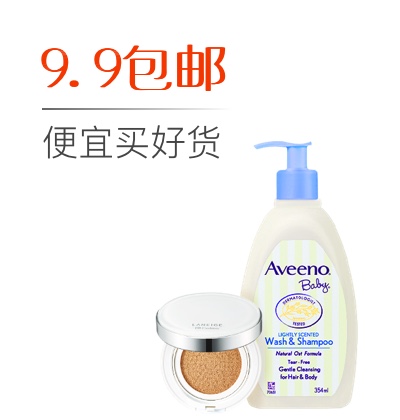 9.9包邮
便宜买好货
LANEIGE
Aveeno
Baby
DERMATOLOGIST
TESTED
LIGHTLY SCENTED
Wash & Shampoo
Natural Oat Formula
Tear-Free
Gentle Cleansing
for Hair & Body
354ml